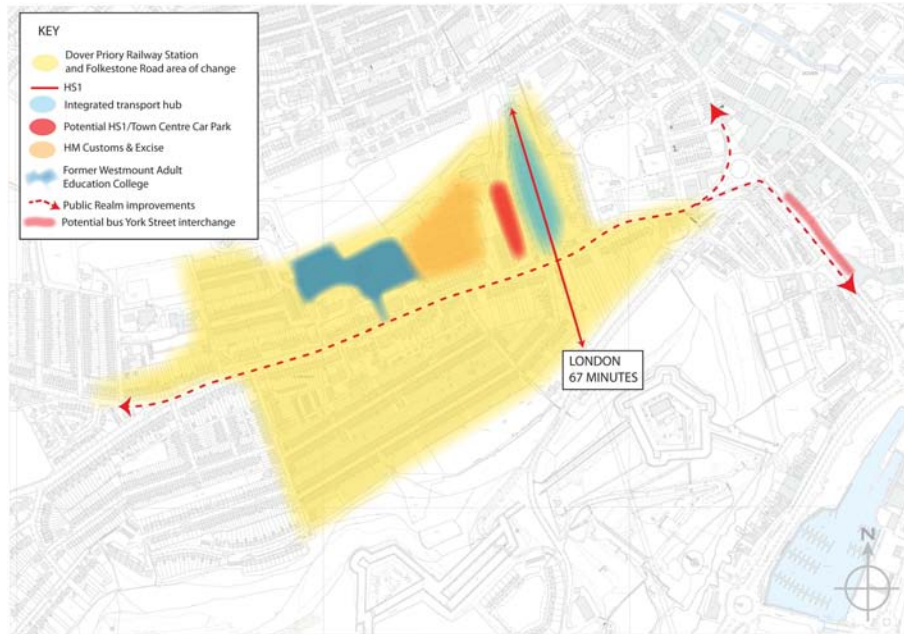 KEY
Dover Priory Railway Station
and Folkestone Road area of change
HS1
Integrated transport hub
Potential HS1/Town Centre Car Park
HM Customs & Excise
Former Westmount Adult
Education College
Public Realm improvements
Potential bus York Street interchange
LONDON
67 MINUTES
N